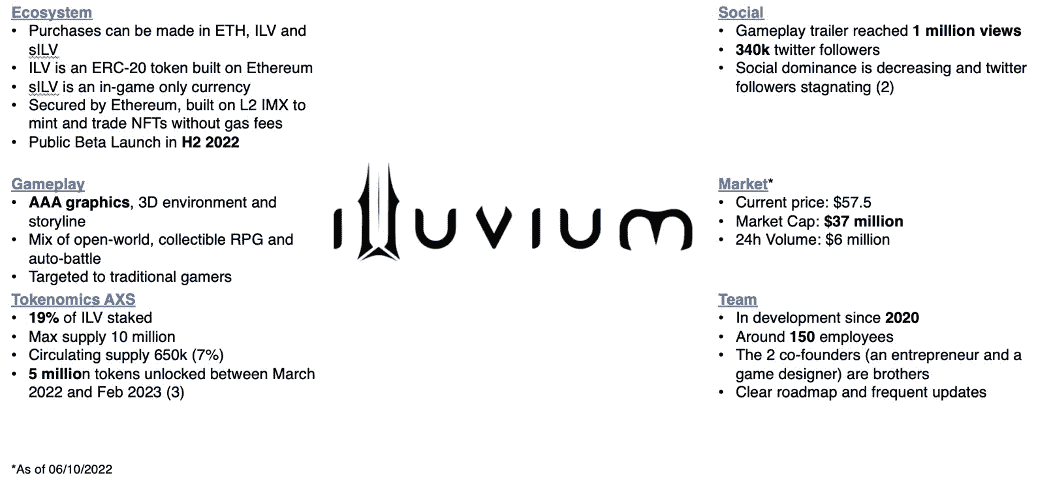 Ecosystem
• Purchases can be made in ETH, ILV and
sILV
• ILV is an ERC-20 token built on Ethereum
• sILV is an in-game only currency
• Secured by Ethereum, built on L2 IMX to
mint and trade NFTs without gas fees
• Public Beta Launch in H2 2022
Gameplay
• AAA graphics, 3D environment and
storyline
• Mix of open-world, collectible RPG and
auto-battle
• Targeted to traditional gamers
Tokenomics AXS
• 19% of ILV staked
• Max supply 10 million
• Circulating supply 650k (7%)
• 5 million tokens unlocked between March
2022 and Feb 2023 (3)
illuvium
Social
• Gameplay trailer reached 1 million views
• 340k twitter followers
• Social dominance is decreasing and twitter
followers stagnating (2)
Market*
• Current price: $57.5
• Market Cap: $37 million
• 24h Volume: $6 million
Team
• In development since 2020
• Around 150 employees
• The 2 co-founders (an entrepreneur and a
game designer) are brothers
• Clear roadmap and frequent updates
*As of 06/10/2022